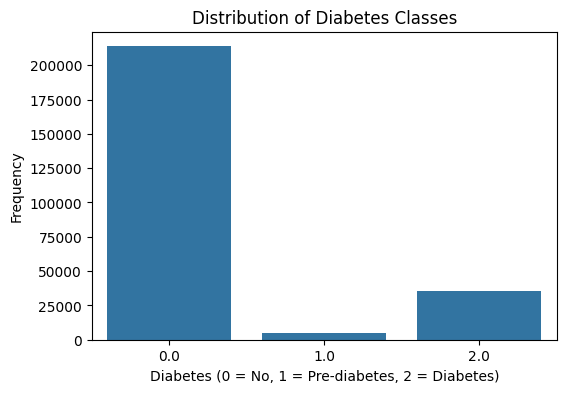 Distribution of Diabetes Classes
200000
175000
150000
125000
100000
75000
50000
25000
0
Frequency
0.0 1.0 2.0
Diabetes (0 = No, 1 = Pre-diabetes, 2 = Diabetes)